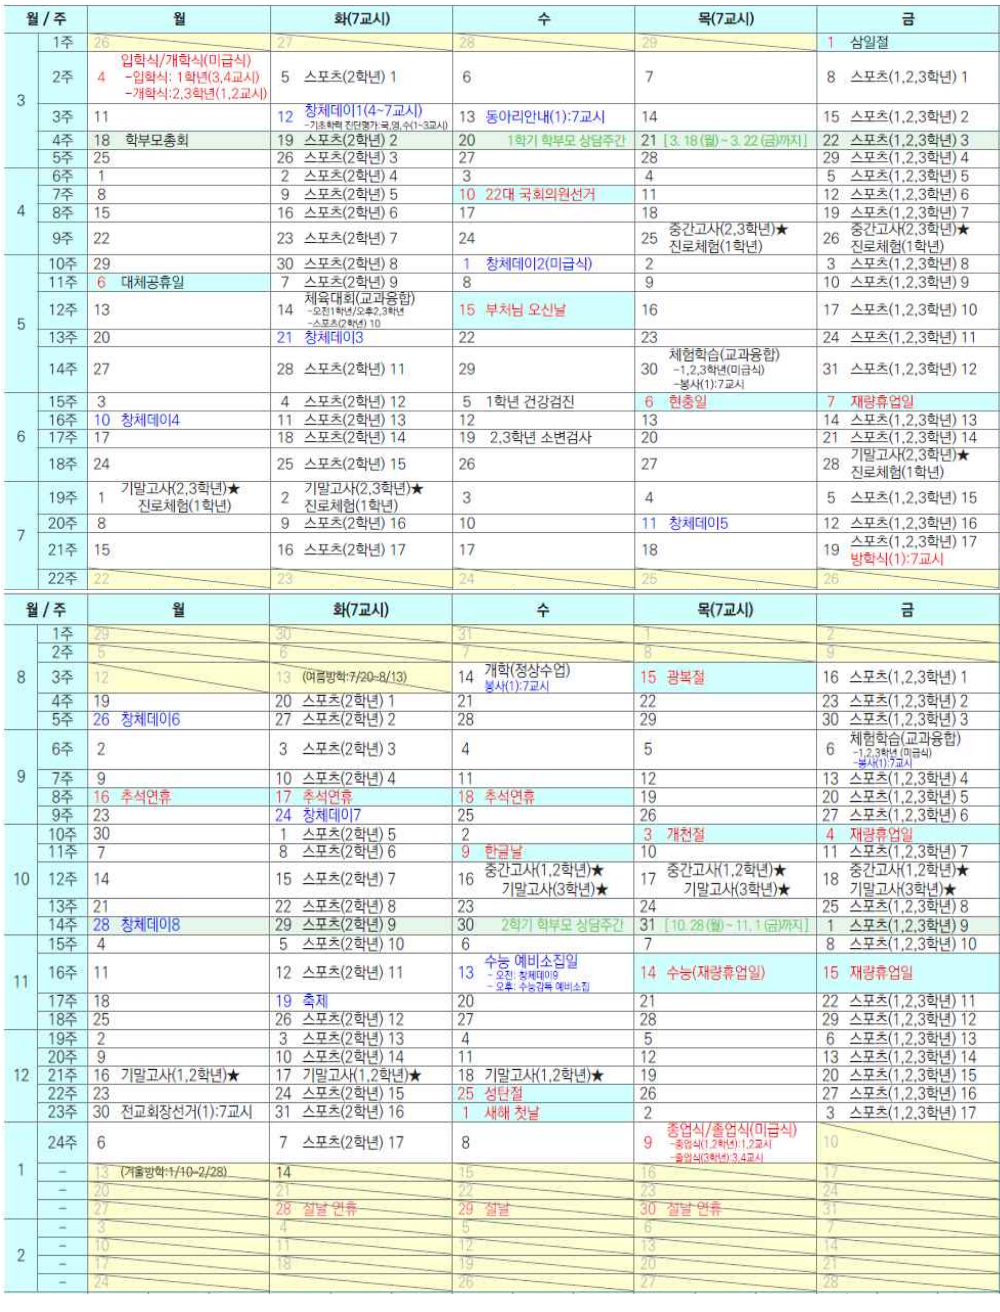 월 / 주 월 화(7교시) 수 목(7교시) 금
3
1주 26 27 28 29 1 삼일절
2주 4 입학식/개학식(미급식)
-입학식: 1학년(3,4교시)
-개학식:2,3학년(1,2교시)
5 스포츠(2학년) 1 6 7 8 스포츠(1,2,3학년) 1
3주 11 12 창체데이1(4~7교시)
-기초학력 진단평가:국,영,수(1~3교시)
13 동아리안내(1):7교시 14 15 스포츠(1,2,3학년) 2
4주 18 학부모총회 19 스포츠(2학년) 2 20 1학기 학부모 상담주간 21 [3. 18(월) ~ 3. 22(금)까지] 22 스포츠(1,2,3학년) 3
5주 25 26 스포츠(2학년) 3 27 28 29 스포츠(1,2,3학년) 4
4
6주 1 2 스포츠(2학년) 4 3 4 5 스포츠(1,2,3학년) 5
7주 8 9 스포츠(2학년) 5 10 22대 국회의원선거 11 12 스포츠(1,2,3학년) 6
8주 15 16 스포츠(2학년) 6 17 18 19 스포츠(1,2,3학년) 7
9주 22 23 스포츠(2학년) 7 24 25 중간고사(2,3학년)★
진로체험(1학년)
26 중간고사(2,3학년)★
진로체험(1학년)
5
10주 29 30 스포츠(2학년) 8 1 창체데이2(미급식) 2 3 스포츠(1,2,3학년) 8
11주 6 대체공휴일 7 스포츠(2학년) 9 8 9 10 스포츠(1,2,3학년) 9
12주 13 14 체육대회(교과융합)
-오전1학년/오후2,3학년
-스포츠(2학년) 10
15 부처님 오신날 16 17 스포츠(1,2,3학년) 10
13주 20 21 창체데이3 22 23 24 스포츠(1,2,3학년) 11
14주 27 28 스포츠(2학년) 11 29 30 체험학습(교과융합)
-1,2,3학년(미급식)
-봉사(1):7교시
31 스포츠(1,2,3학년) 12
6
15주 3 4 스포츠(2학년) 12 5 1학년 건강검진 6 현충일 7 재량휴업일
16주 10 창체데이4 11 스포츠(2학년) 13 12 13 14 스포츠(1,2,3학년) 13
17주 17 18 스포츠(2학년) 14 19 2,3학년 소변검사 20 21 스포츠(1,2,3학년) 14
18주 24 25 스포츠(2학년) 15 26 27 28 기말고사(2,3학년)★
진로체험(1학년)
7
19주 1 기말고사(2,3학년)★
진로체험(1학년)
2 기말고사(2,3학년)★
진로체험(1학년)
3 4 5 스포츠(1,2,3학년) 15
20주 8 9 스포츠(2학년) 16 10 11 창체데이5 12 스포츠(1,2,3학년) 16
21주 15 16 스포츠(2학년) 17 17 18 19 스포츠(1,2,3학년) 17
방학식(1):7교시
22주 22 23 24 25 26
월 / 주 월 화(7교시) 수 목(7교시) 금
8
1주 29 30 31 1 2
2주 5 6 7 8 9
3주 12 13 (여름방학:7/20~8/13) 14 개학(정상수업)
봉사(1):7교시
15 광복절 16 스포츠(1,2,3학년) 1
4주 19 20 스포츠(2학년) 1 21 22 23 스포츠(1,2,3학년) 2
5주 26 창체데이6 27 스포츠(2학년) 2 28 29 30 스포츠(1,2,3학년) 3
9
6주 2 3 스포츠(2학년) 3 4 5 6 체험학습(교과융합)
-1,2,3학년 (미급식)
-봉사(1):7교시
7주 9 10 스포츠(2학년) 4 11 12 13 스포츠(1,2,3학년) 4
8주 16 추석연휴 17 추석연휴 18 추석연휴 19 20 스포츠(1,2,3학년) 5
9주 23 24 창체데이7 25 26 27 스포츠(1,2,3학년) 6
10
10주 30 1 스포츠(2학년) 5 2 3 개천절 4 재량휴업일
11주 7 8 스포츠(2학년) 6 9 한글날 10 11 스포츠(1,2,3학년) 7
12주 14 15 스포츠(2학년) 7 16 중간고사(1,2학년)★
기말고사(3학년)★
17 중간고사(1,2학년)★
기말고사(3학년)★
18 중간고사(1,2학년)★
기말고사(3학년)★
13주 21 22 스포츠(2학년) 8 23 24 25 스포츠(1,2,3학년) 8
14주 28 창체데이8 29 스포츠(2학년) 9 30 2학기 학부모 상담주간 31 [10. 28(월) ~ 11. 1(금)까지] 1 스포츠(1,2,3학년) 9
11
15주 4 5 스포츠(2학년) 10 6 7 8 스포츠(1,2,3학년) 10
16주 11 12 스포츠(2학년) 11 13 수능 예비소집일
- 오전: 창체데이9
- 오후: 수능감독 예비소집
14 수능(재량휴업일) 15 재량휴업일
17주 18 19 축제 20 21 22 스포츠(1,2,3학년) 11
18주 25 26 스포츠(2학년) 12 27 28 29 스포츠(1,2,3학년) 12
12
19주 2 3 스포츠(2학년) 13 4 5 6 스포츠(1,2,3학년) 13
20주 9 10 스포츠(2학년) 14 11 12 13 스포츠(1,2,3학년) 14
21주 16 기말고사(1,2학년)★ 17 기말고사(1,2학년)★ 18 기말고사(1,2학년)★ 19 20 스포츠(1,2,3학년) 15
22주 23 24 스포츠(2학년) 15 25 성탄절 26 27 스포츠(1,2,3학년) 16
23주 30 전교회장선거(1):7교시 31 스포츠(2학년) 16 1 새해 첫날 2 3 스포츠(1,2,3학년) 17
1
24주 6 7 스포츠(2학년) 17 8 9 종업식/졸업식(미급식)
-종업식(1,2학년):1,2교시
-졸업식(3학년):3,4교시
10
- 13 (겨울방학:1/10~2/28) 14 15 16 17
- 20 21 22 23 24
- 27 28 설날 연휴 29 설날 30 설날 연휴 31
2
- 3 4 5 6 7
- 10 11 12 13 14
- 17 18 19 20 21
- 24 26 27 28